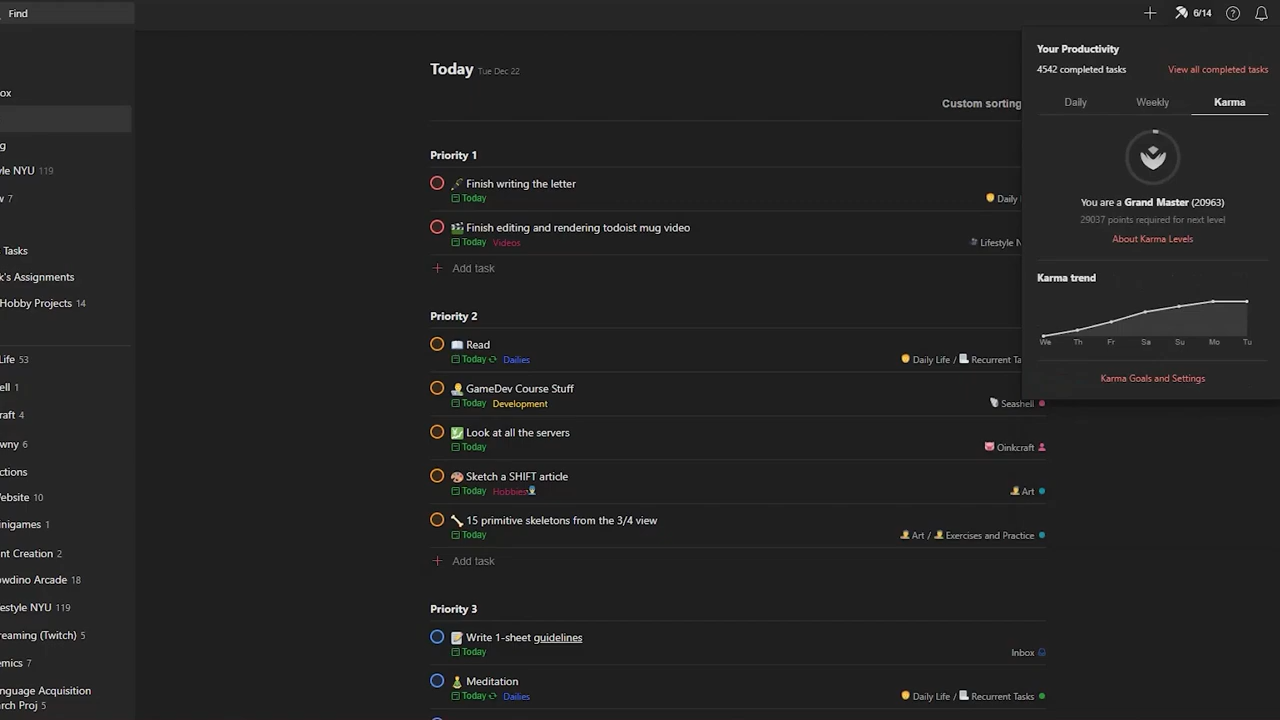 Find
6/14
ox
g
le NYU 119
7
Tasks
k's Assignments
Hobby Projects 14
Life 53
ell 1
raft 4
wny 6
ctions
ebsite 10
nigames 1
nt Creation 2
owdino Arcade 18
estyle NYU 119
reaming (Twitch) 5
emics 7
nguage Acquisition
rch Proj 5
Today Tue Dec 22
Custom sorting
Priority 1
Finish writing the letter
Today
Daily
Finish editing and rendering todoist mug video
Today Videos
Lifestyle N
+ Add task
Priority 2
Read
Today Dailies
Daily Life / Recurrent Ta
GameDev Course Stuff
Today Development
Seashell
Look at all the servers
Today
Oinkcraft
Sketch a SHIFT article
Today Hobbies
Art
15 primitive skeletons from the 3/4 view
Today
Art / Exercises and Practice
+ Add task
Priority 3
Write 1-sheet guidelines
Today
Inbox
Meditation
Today Dailies
Daily Life / Recurrent Tasks
Your Productivity
4542 completed tasks
View all completed tasks
Daily Weekly Karma
You are a Grand Master (20963)
29037 points required for next level
About Karma Levels
Karma trend
We Th Fr Sa Su Mo Tu
Karma Goals and Settings